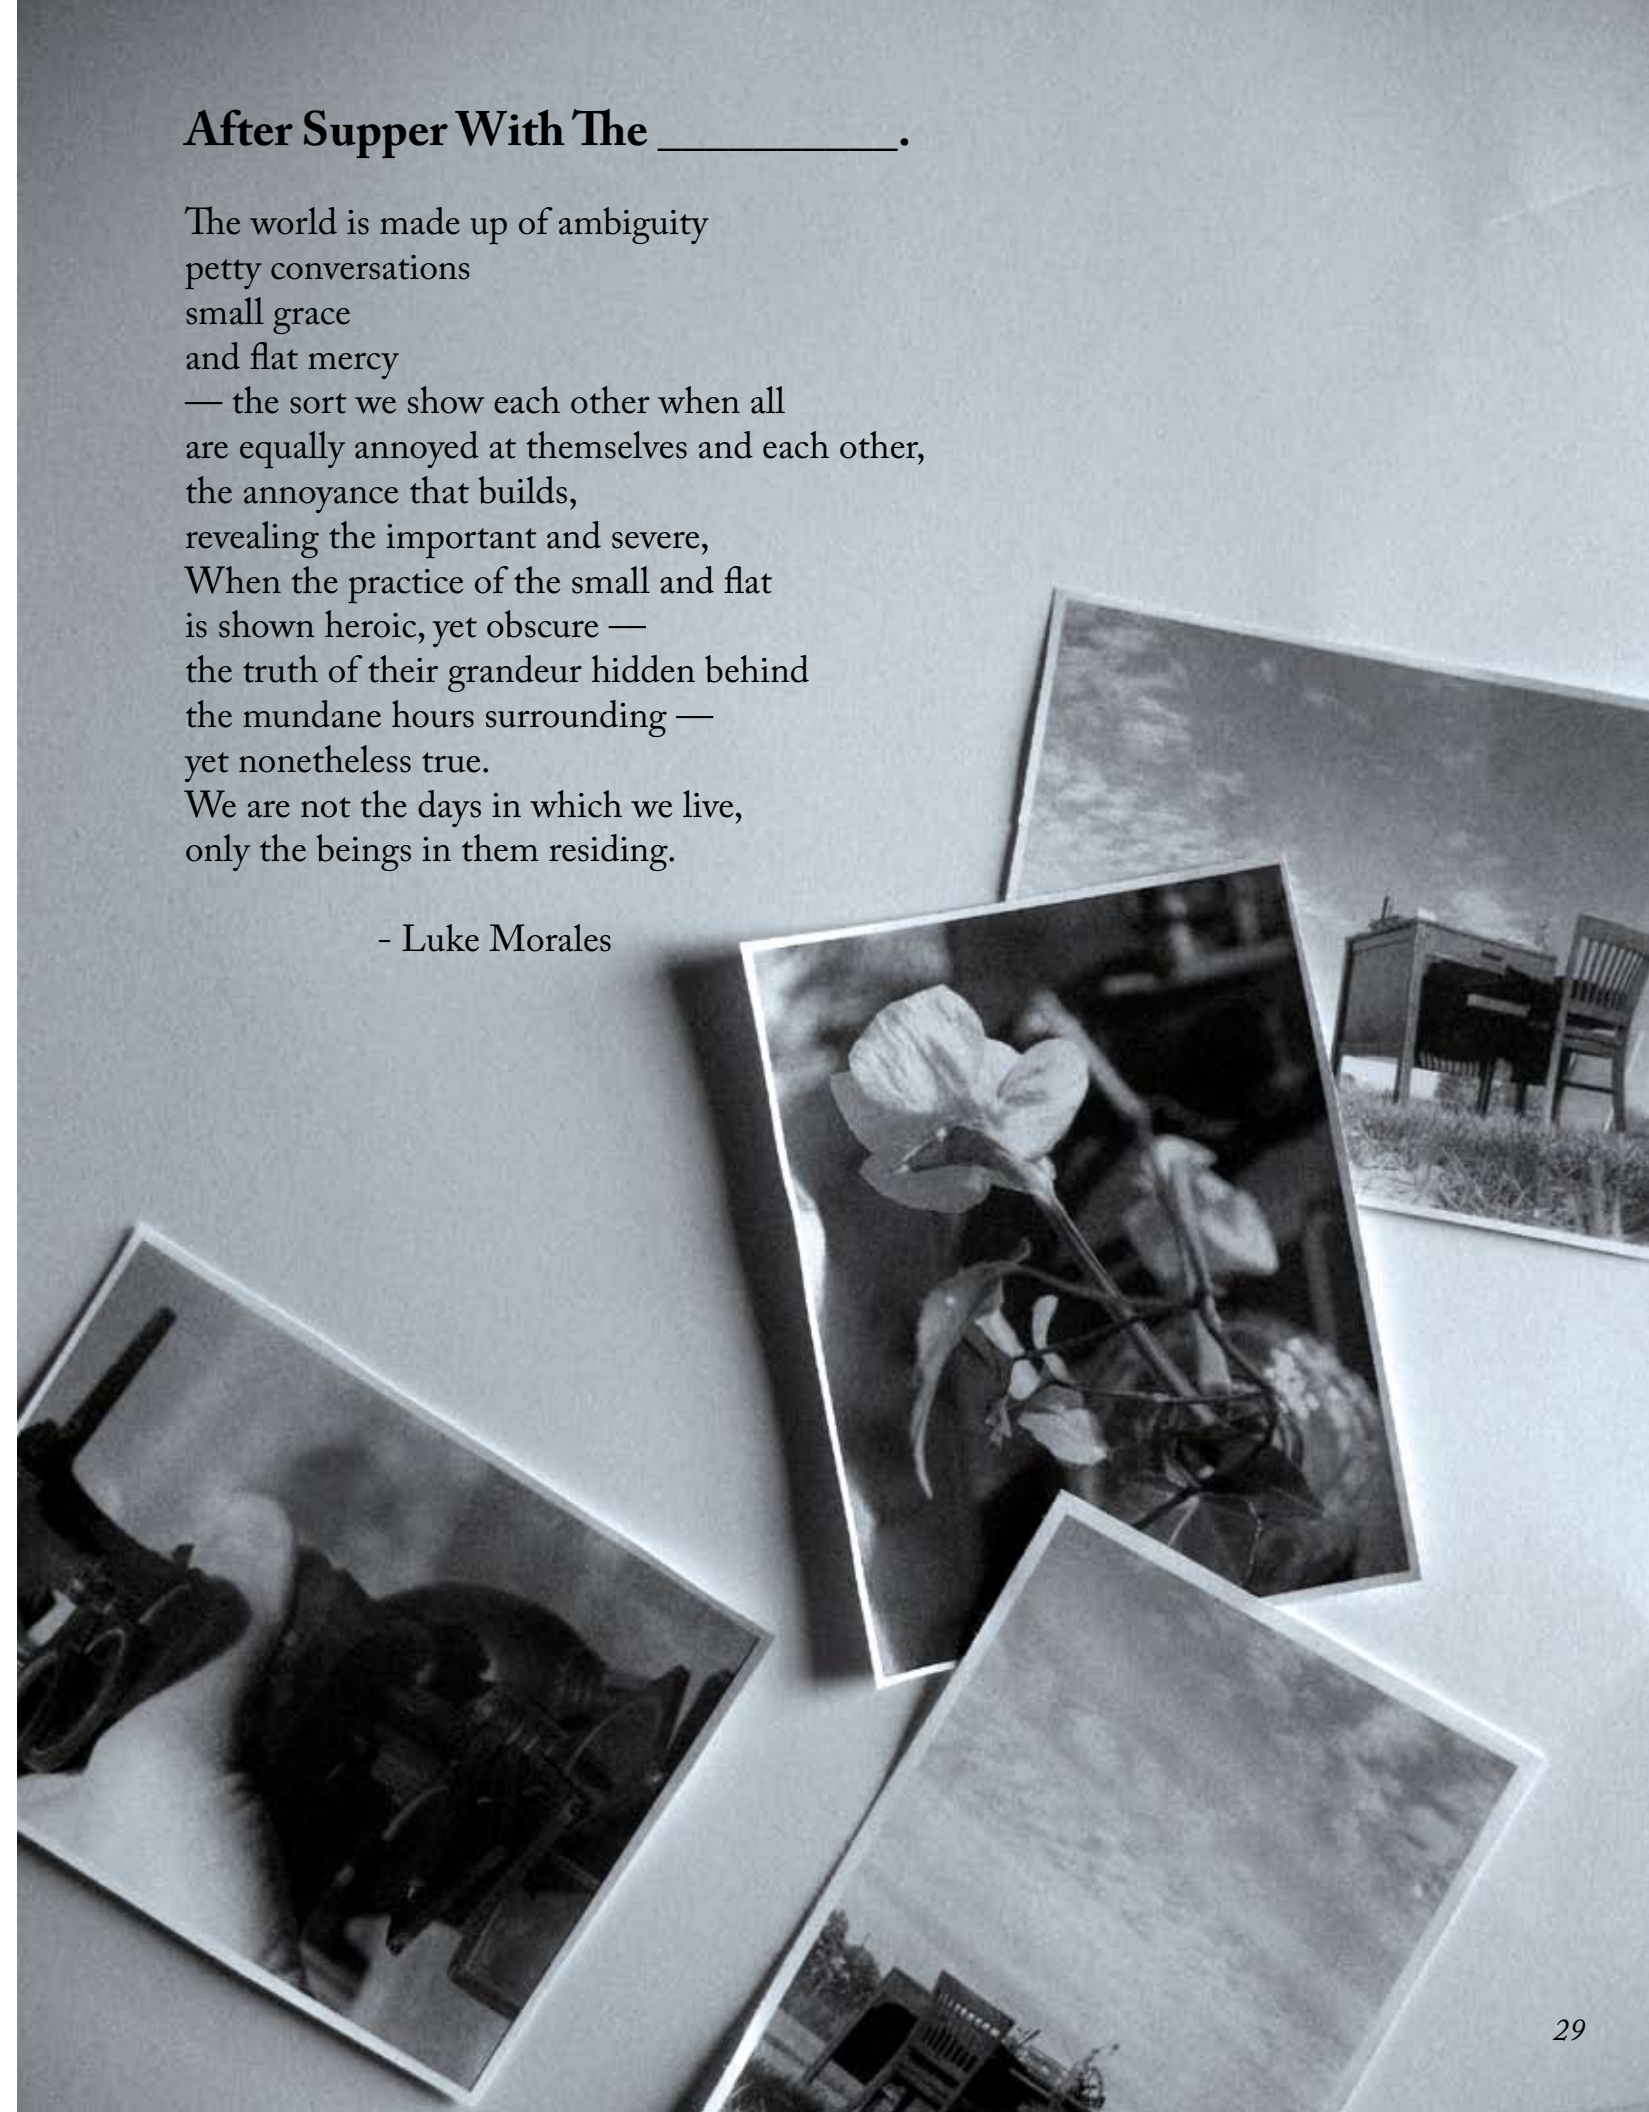 After Supper With The __________.
The world is made up of ambiguity
petty conversations
small grace
and flat mercy
— the sort we show each other when all
are equally annoyed at themselves and each other,
the annoyance that builds,
revealing the important and severe,
When the practice of the small and flat
is shown heroic, yet obscure —
the truth of their grandeur hidden behind
the mundane hours surrounding —
yet nonetheless true.
We are not the days in which we live,
only the beings in them residing.
- Luke Morales
29